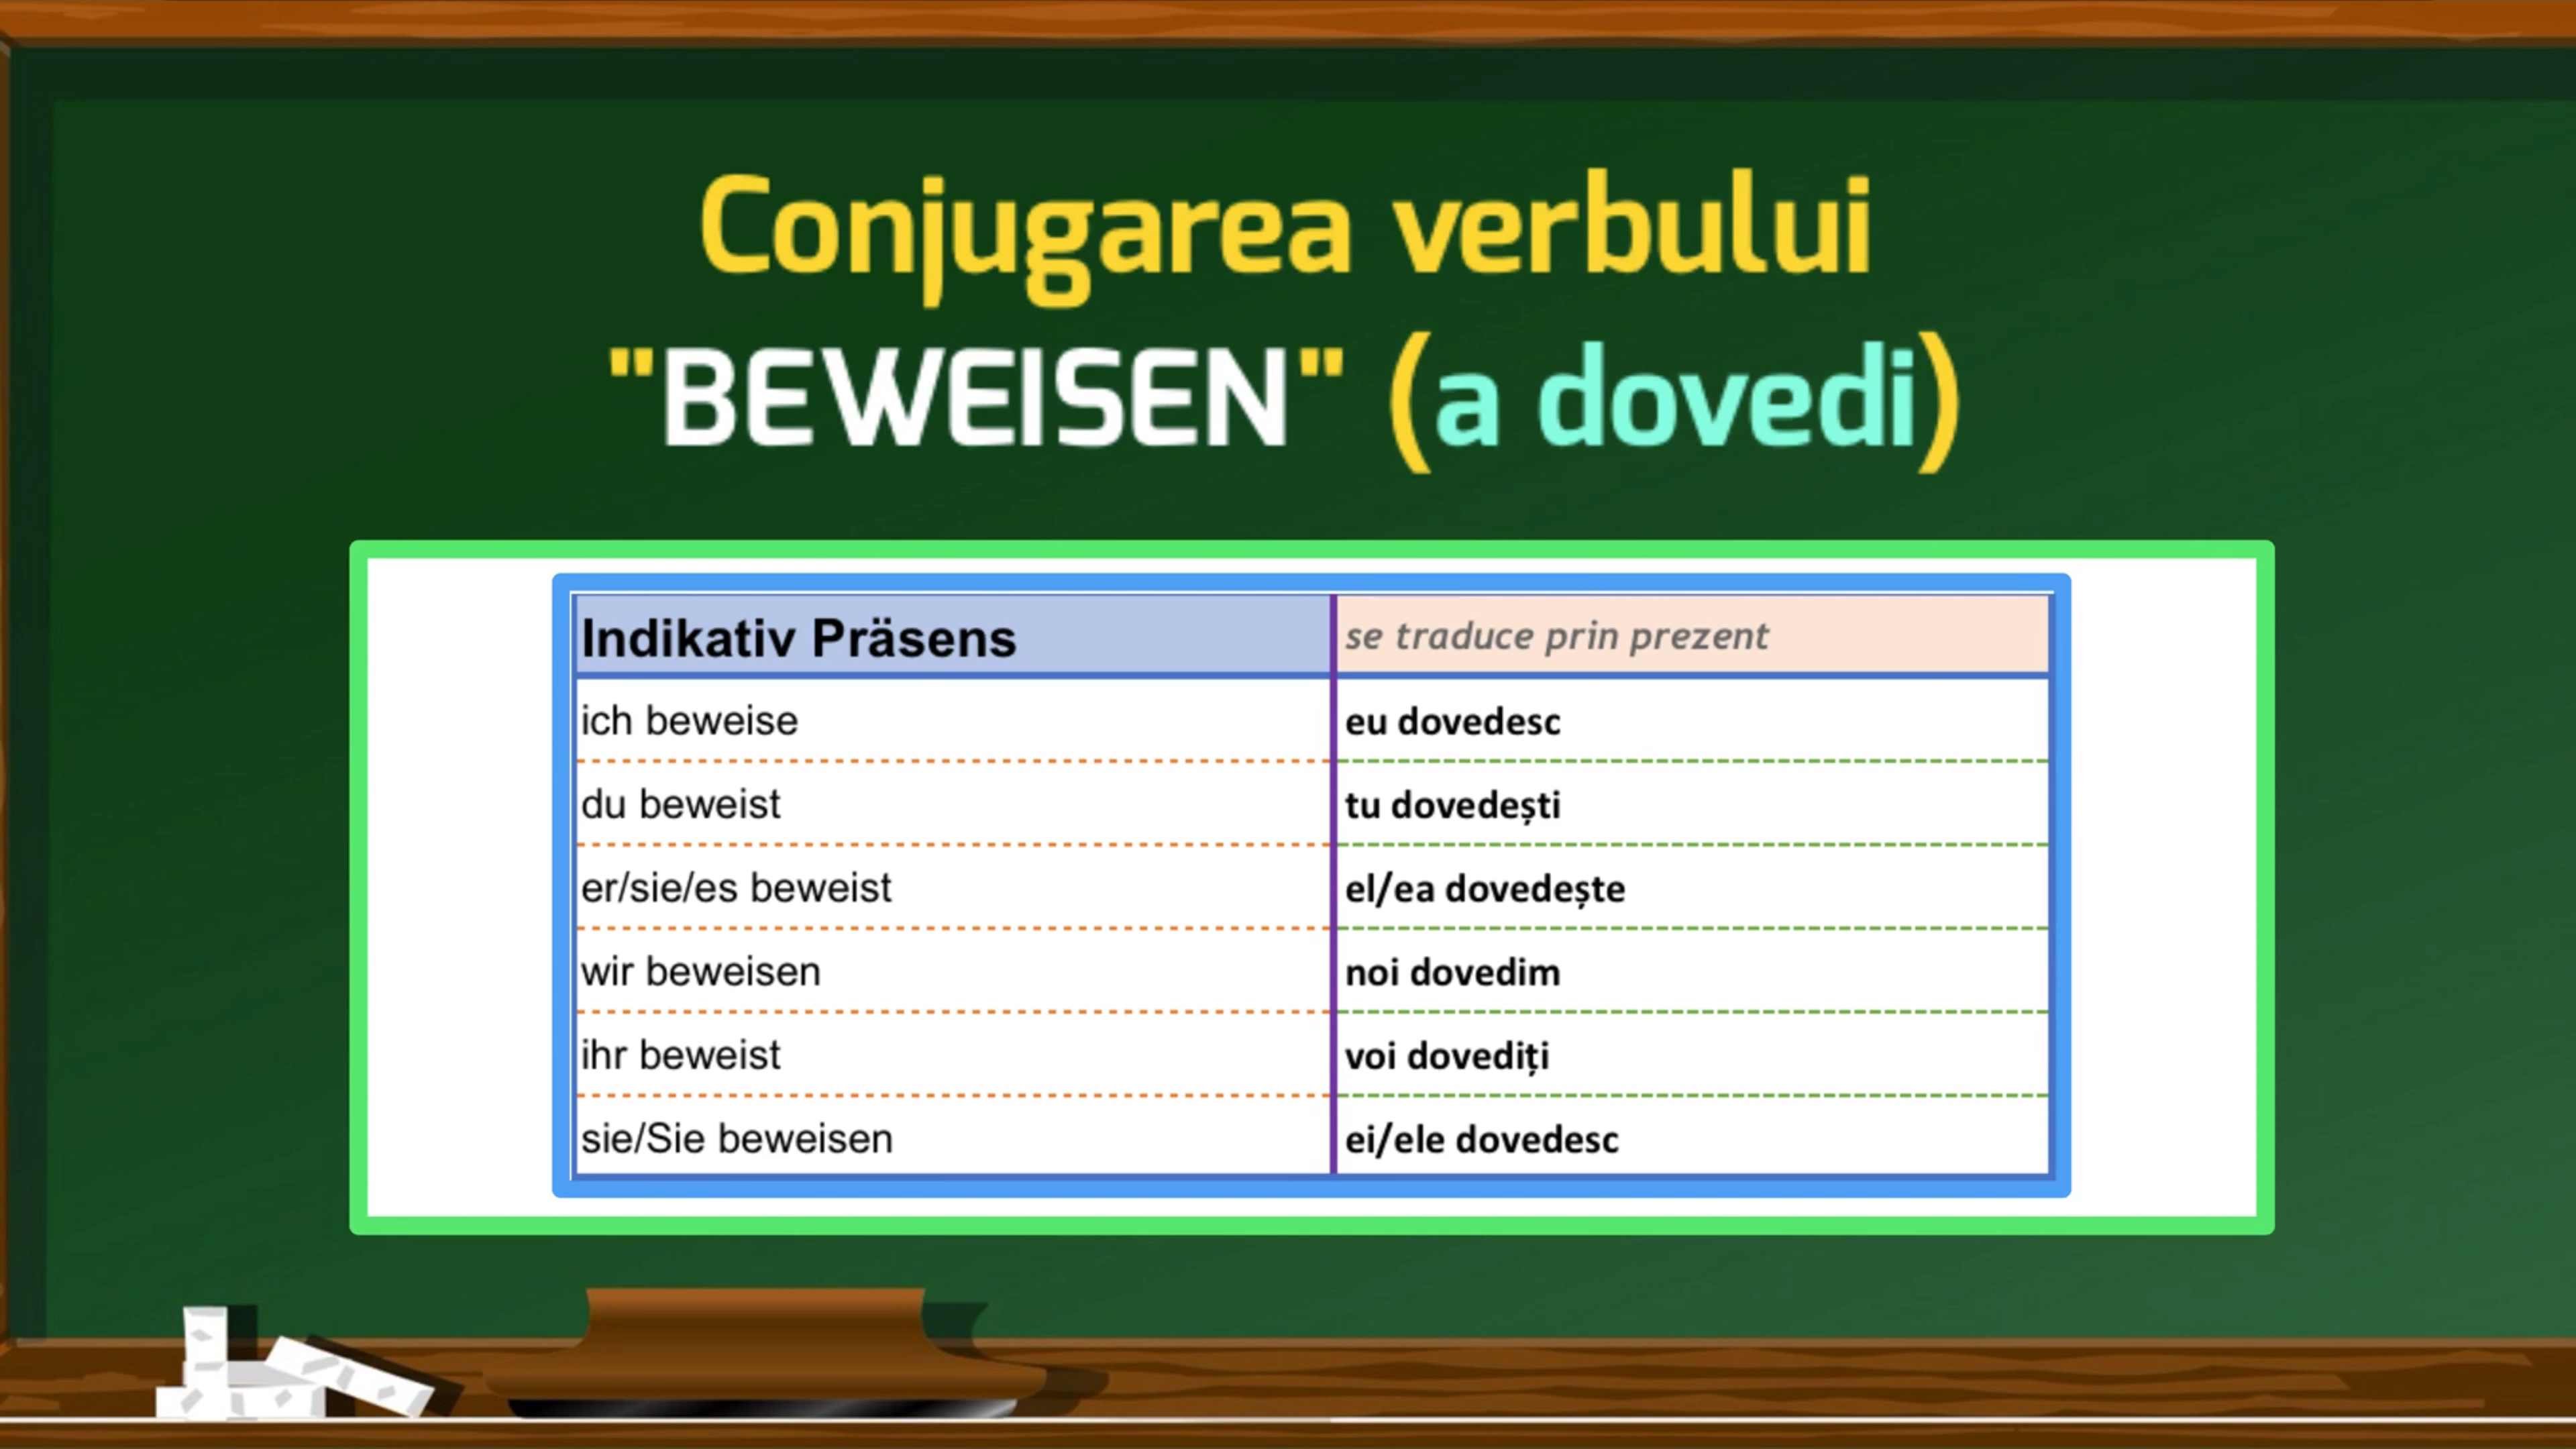 Conjugarea verbului
"BEWEISEN" (a dovedi)
Indikativ Präsens se traduce prin prezent
ich beweise eu dovedesc
du beweist tu dovedești
er/sie/es beweist el/ea dovedește
wir beweisen noi dovedim
ihr beweist voi dovediți
sie/Sie beweisen ei/ele dovedesc